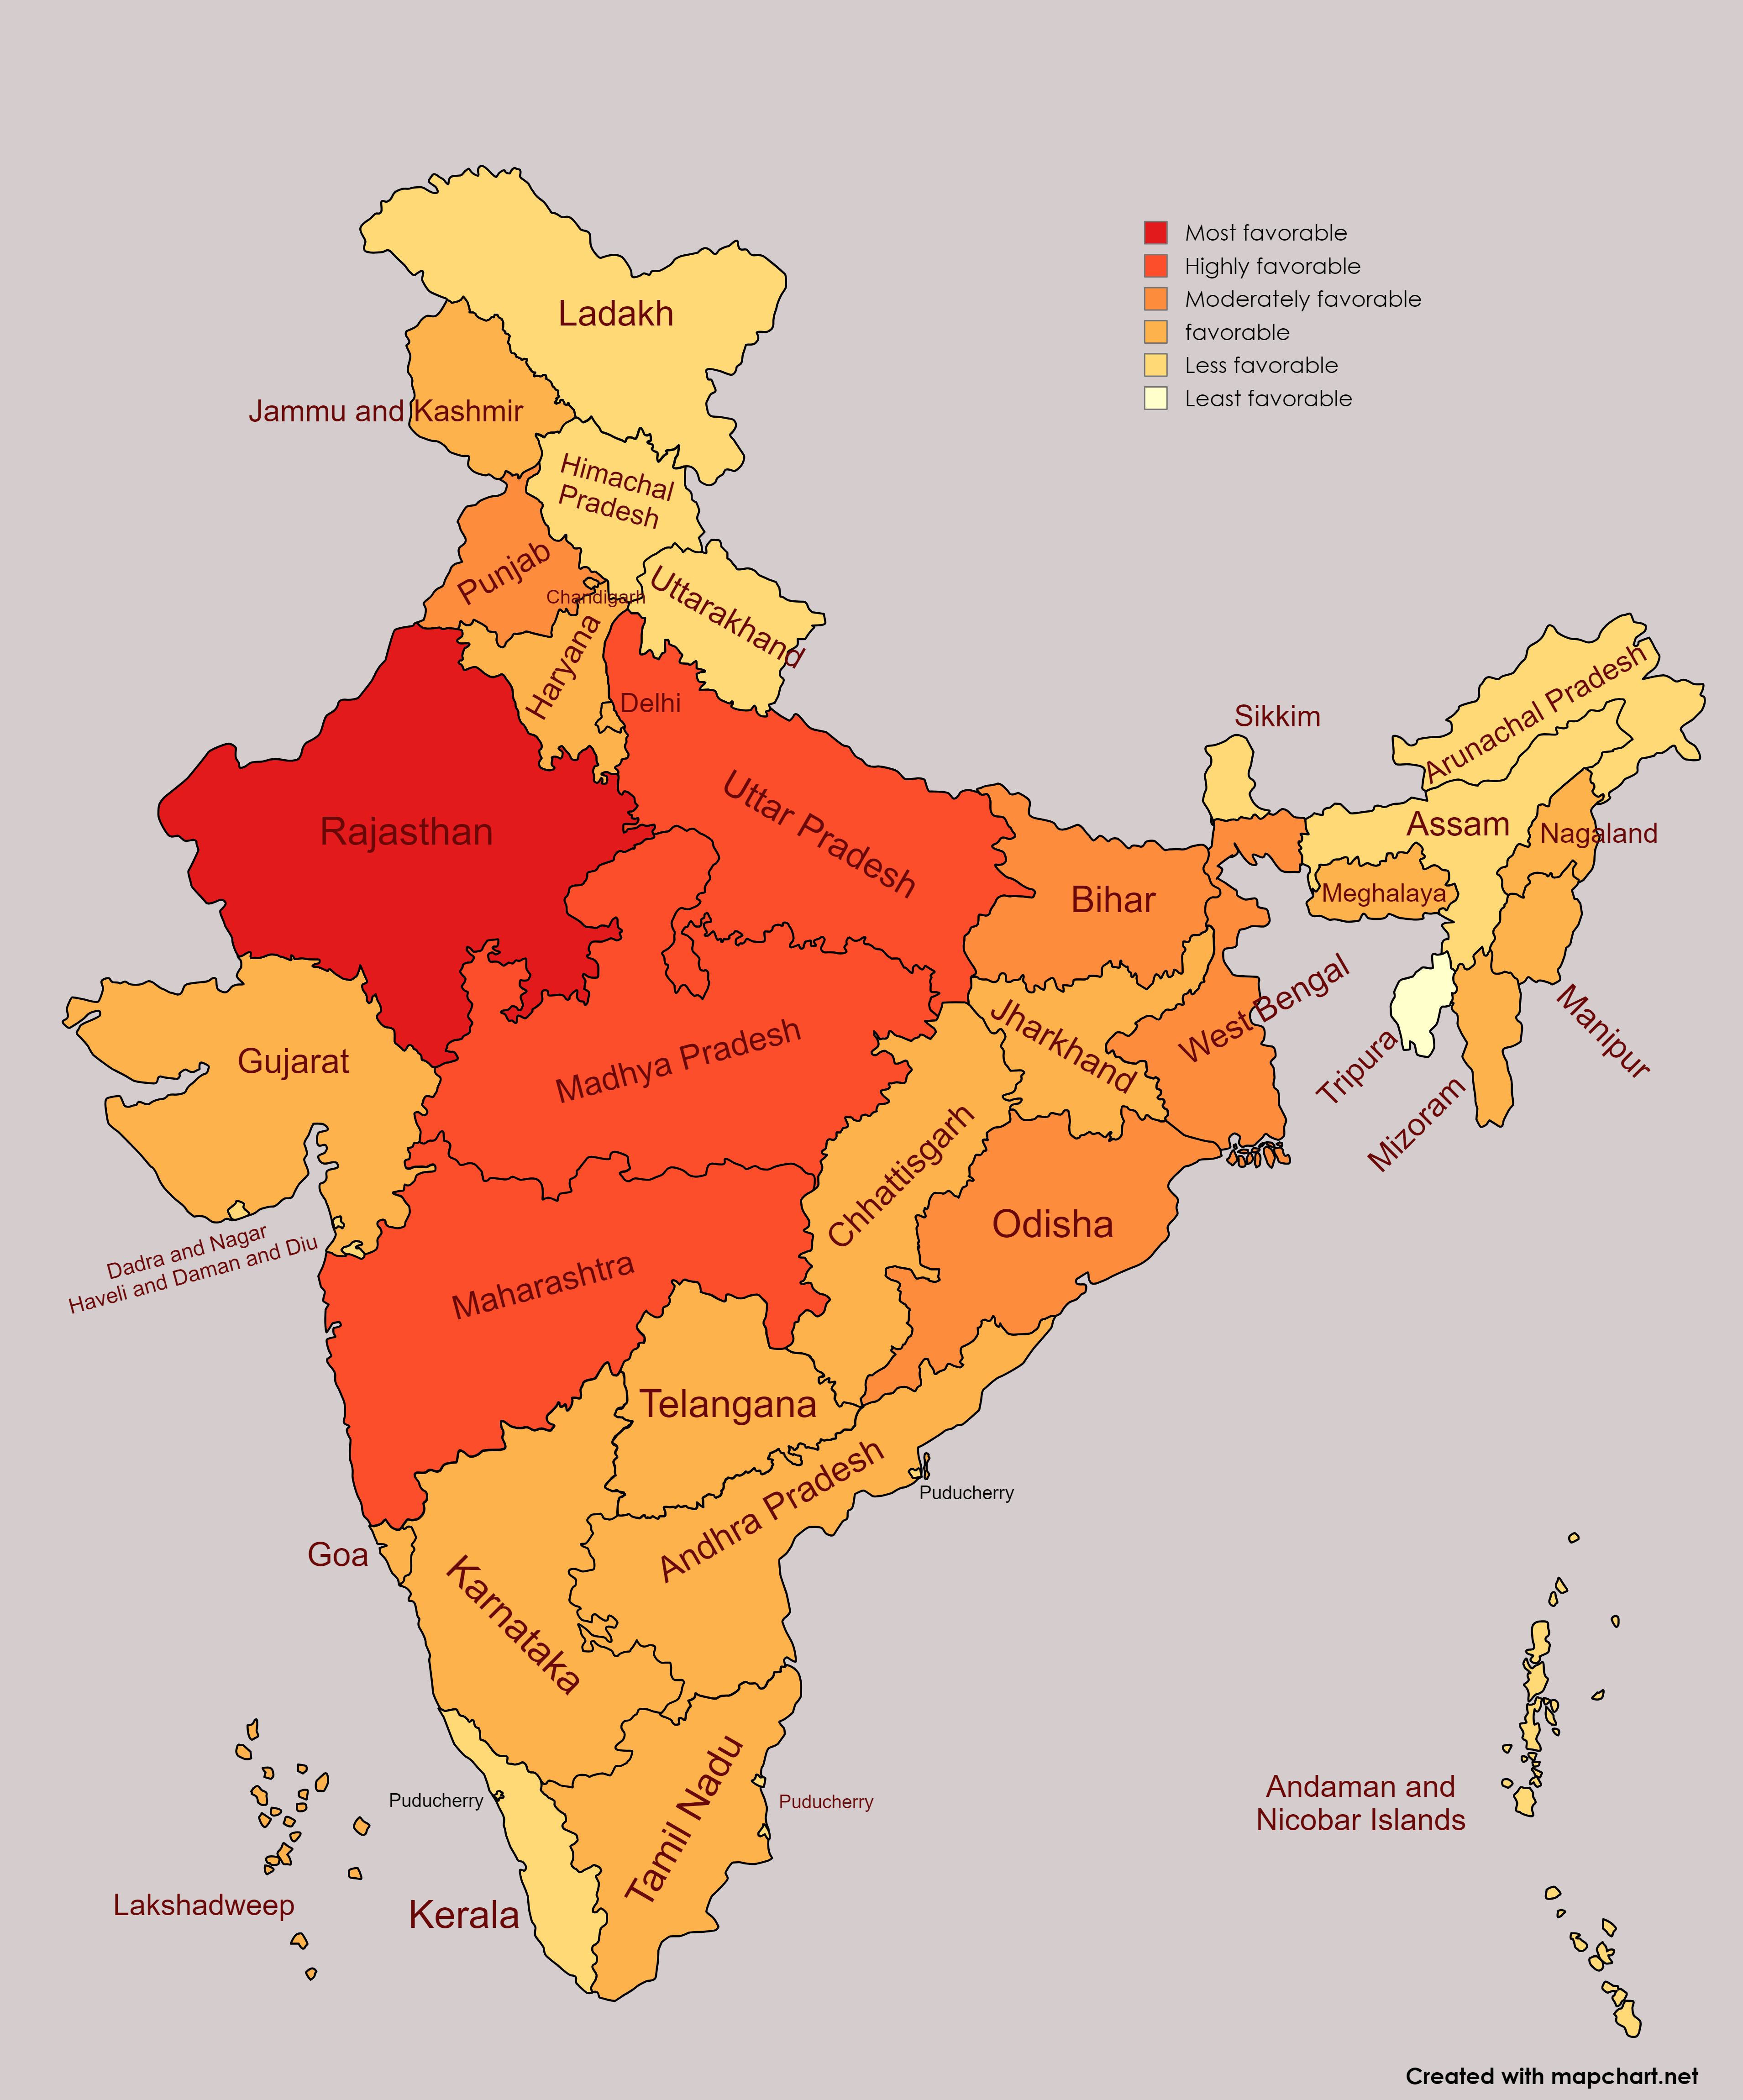 Most favorable
Highly favorable
Moderately favorable
favorable
Less favorable
Least favorable
Ladakh
Jammu and Kashmir
Himachal
Pradesh
Punjab
Chandigarh
Uttarakhand
Haryana
Delhi
Sikkim
Arunachal Pradesh
Rajasthan
Uttar Pradesh
Assam
Nagaland
Bihar
Meghalaya
West Bengal
Manipur
Gujarat
Madhya Pradesh
Jharkhand
Tripura
Mizoram
Chhattisgarh
Odisha
Dadra and Nagar
Haveli and Daman and Diu
Maharashtra
Telangana
Andhra Pradesh
Puducherry
Goa
Karnataka
Puducherry
Tamil Nadu
Puducherry
Andaman and
Nicobar Islands
Lakshadweep
Kerala
Created with mapchart.net